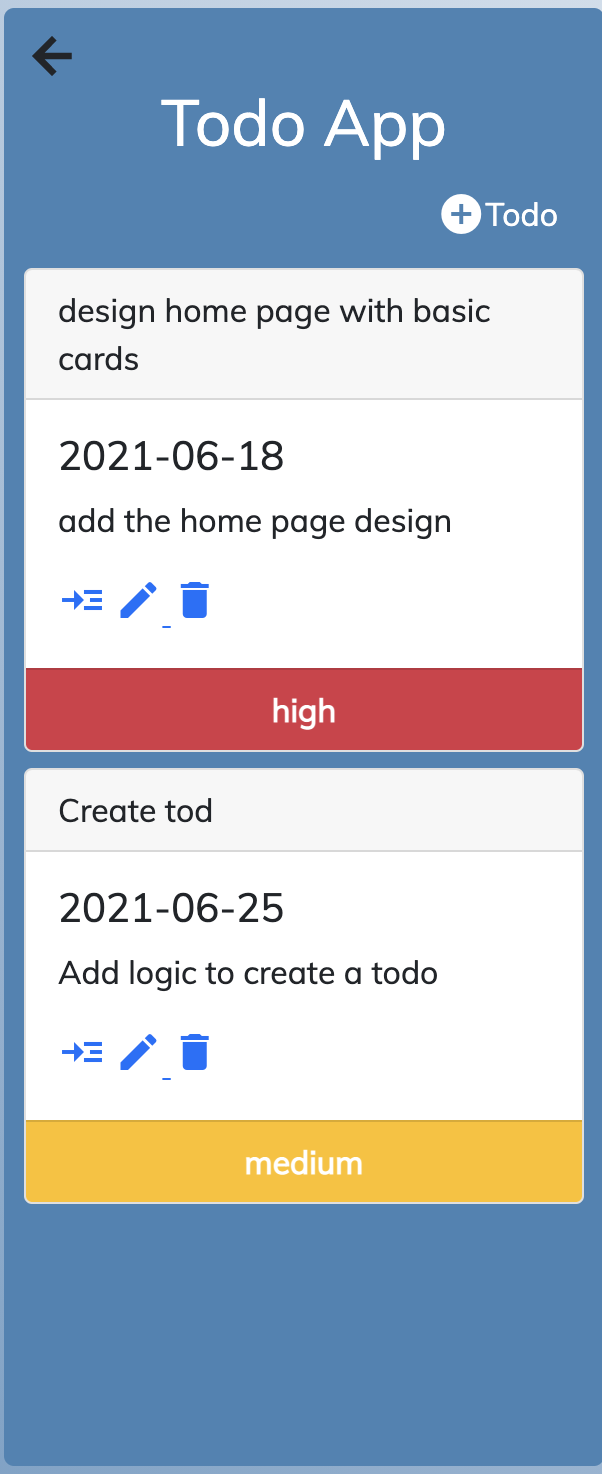 Todo App
Todo
design home page with basic
cards
2021-06-18
add the home page design
high
Create tod
2021-06-25
Add logic to create a todo
medium